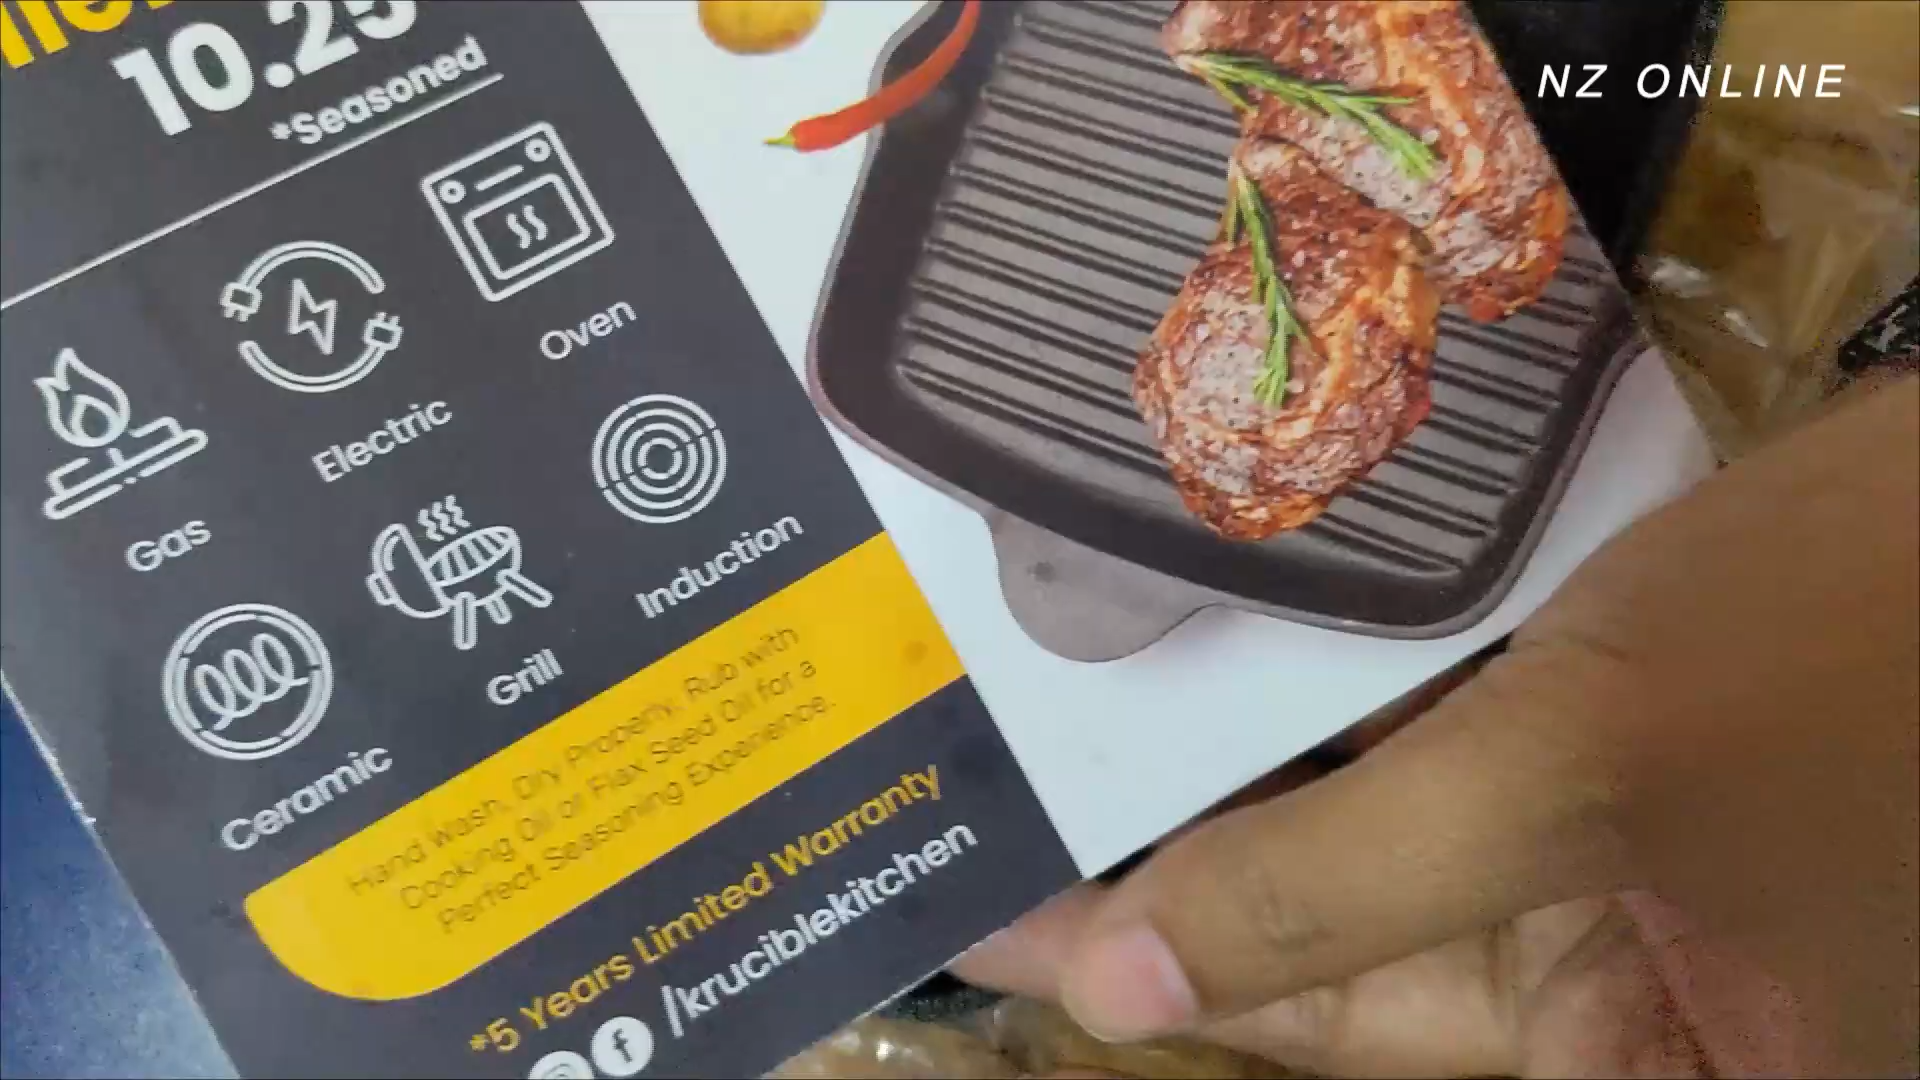 10.25
*Seasoned
NZ ONLINE
Oven
Electric
Gas
Induction
Grill
Ceramic
Hand Wash, Dry Properly, Rub with
Cooking Oil or Flax Seed Oil for a
Perfect Seasoning Experience.
*5 Years Limited Warranty
/kruciblekitchen